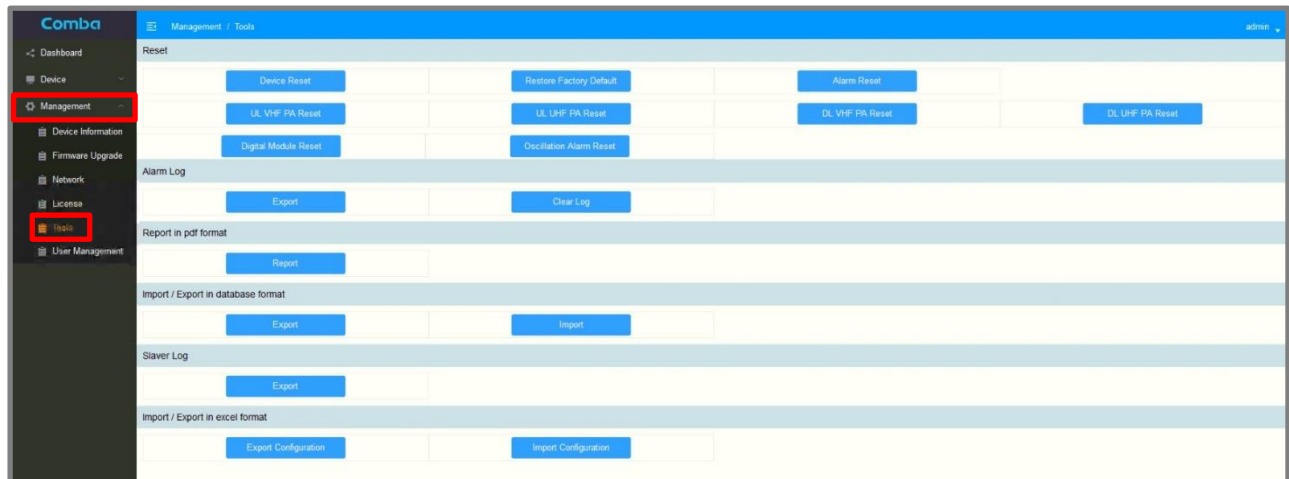 Comba
Management / Tools
admin
Dashboard
Device
Management
Device Information
Firmware Upgrade
Network
License
Tools
User Management
Reset
Device Reset Restore Factory Default Alarm Reset
UL VHF PA Reset UL UHF PA Reset DL VHF PA Reset DL UHF PA Reset
Digital Module Reset Oscillation Alarm Reset
Alarm Log
Export Clear Log
Report in pdf format
Report
Import / Export in database format
Export Import
Slaver Log
Export
Import / Export in excel format
Export Configuration Import Configuration